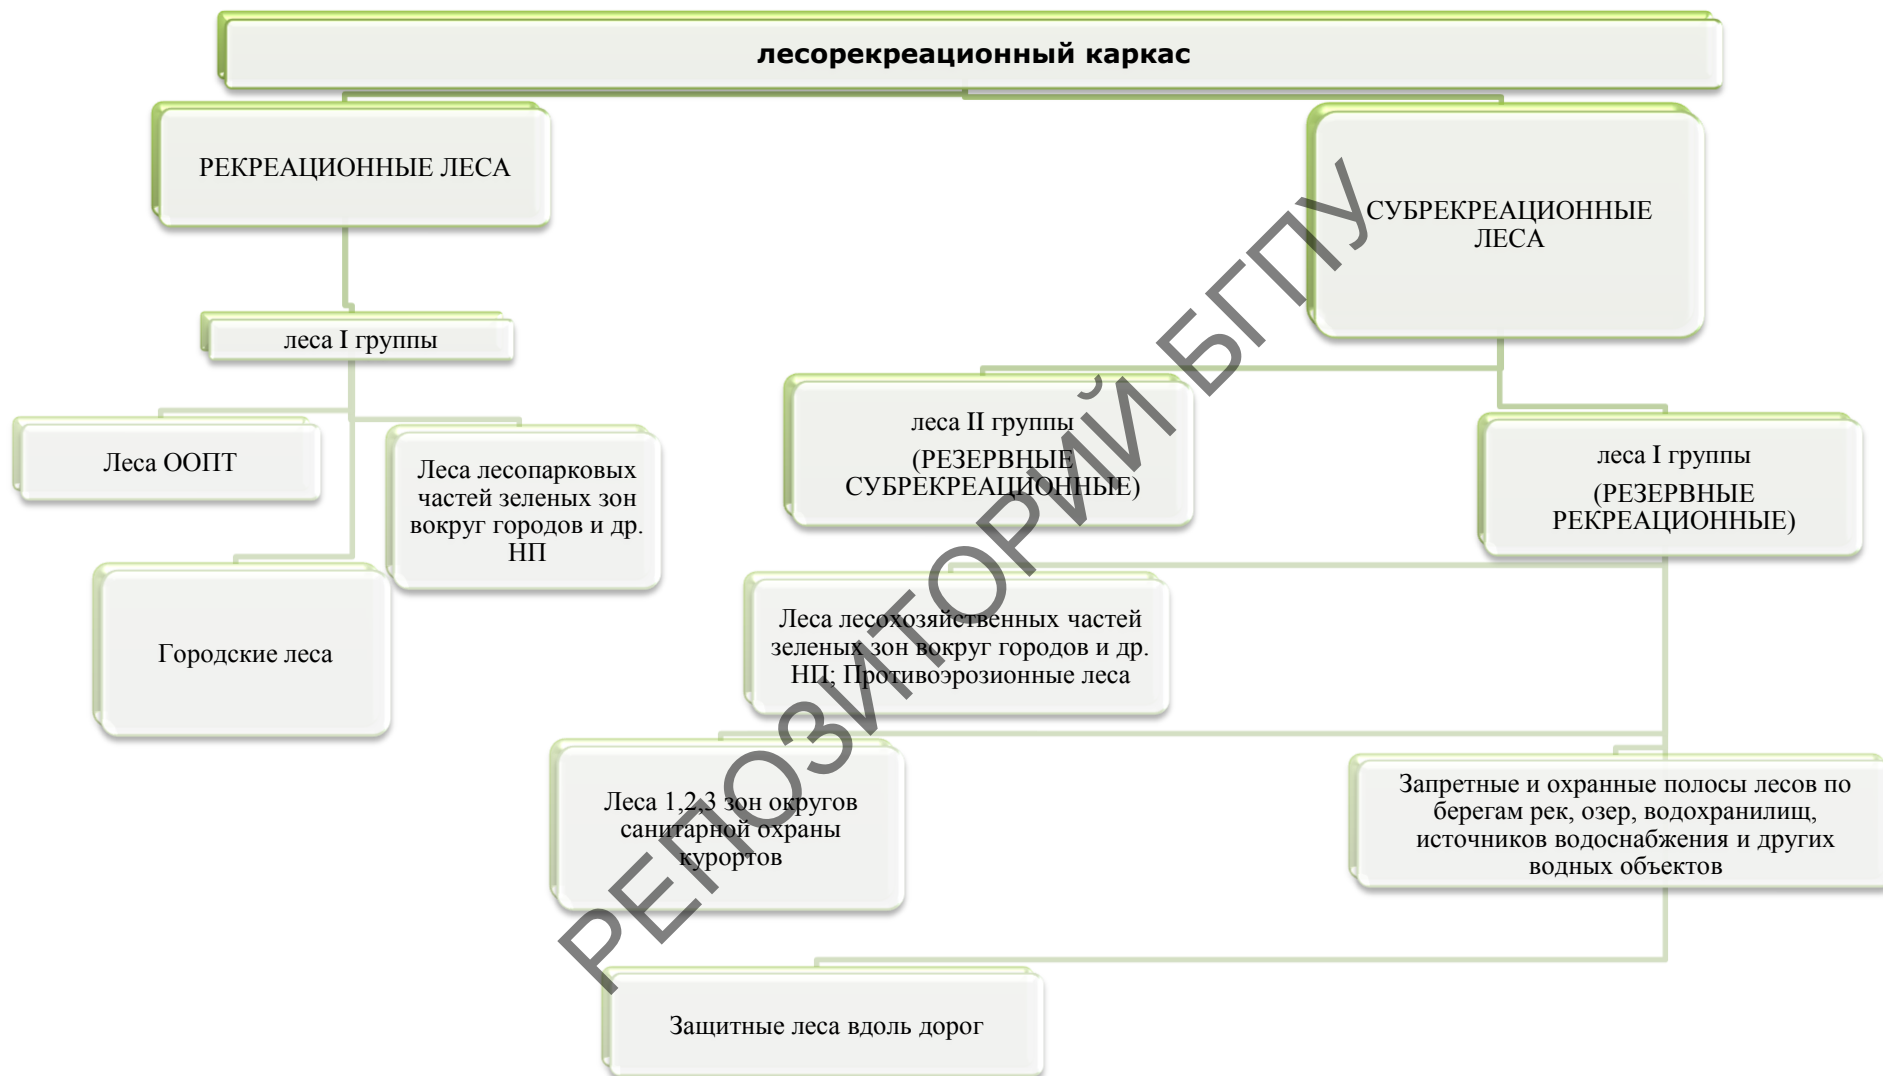 лесорекреационный каркас
РЕКРЕАЦИОННЫЕ ЛЕСА
СУБРЕКРЕАЦИОННЫЕ
ЛЕСА
леса I группы
Леса ООПТ
Леса лесопарковых
частей зеленых зон
вокруг городов и др.
НП
Городские леса
леса II группы
(РЕЗЕРВНЫЕ
СУБРЕКРЕАЦИОННЫЕ)
леса I группы
(РЕЗЕРВНЫЕ
РЕКРЕАЦИОННЫЕ)
Леса лесохозяйственных частей
зеленых зон вокруг городов и др.
НП; Противоэрозионные леса
Леса 1,2,3 зон округов
санитарной охраны
курортов
Запретные и охранные полосы лесов по
берегам рек, озер, водохранилищ,
источников водоснабжения и других
водных объектов
Защитные леса вдоль дорог
РЕПОЗИТОРИЙ БГПУ